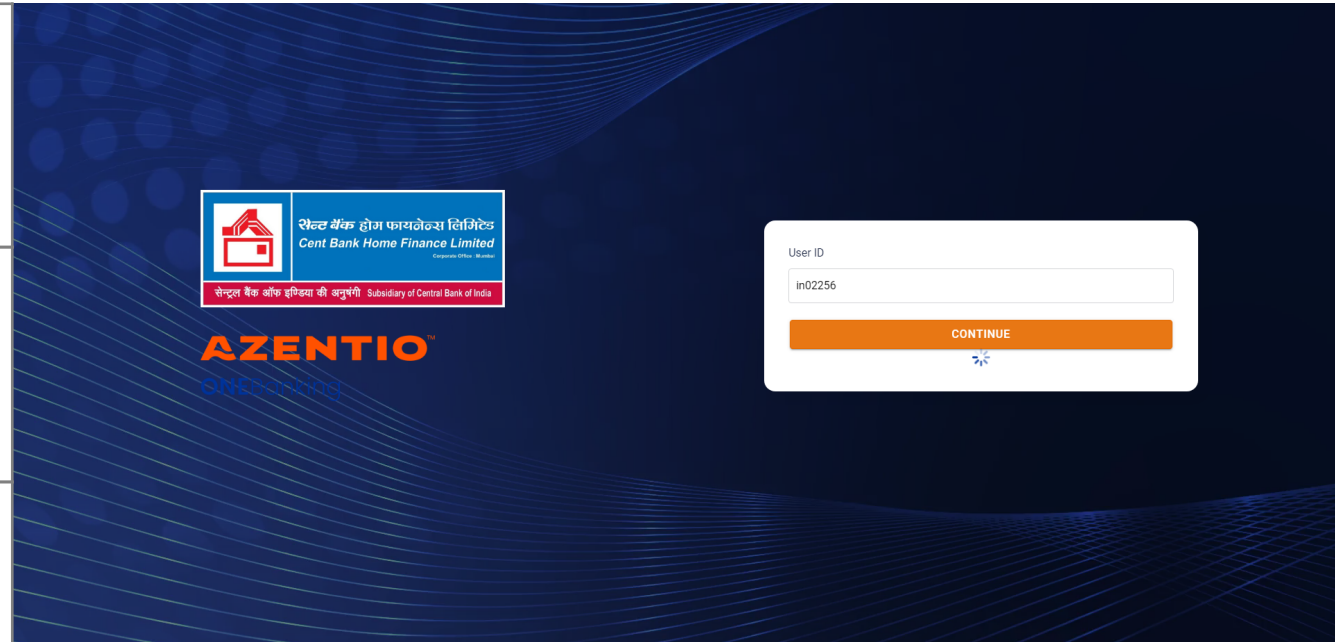 सेन्ट बैंक होम फायनेन्स लिमिटेड
Cent Bank Home Finance Limited
Corporate Office : Mumbai
सेन्ट्रल बैंक ऑफ इण्डिया की अनुषंगी Subsidiary of Central Bank of India
AZENTIO™
ONEBanking
User ID
in02256
CONTINUE